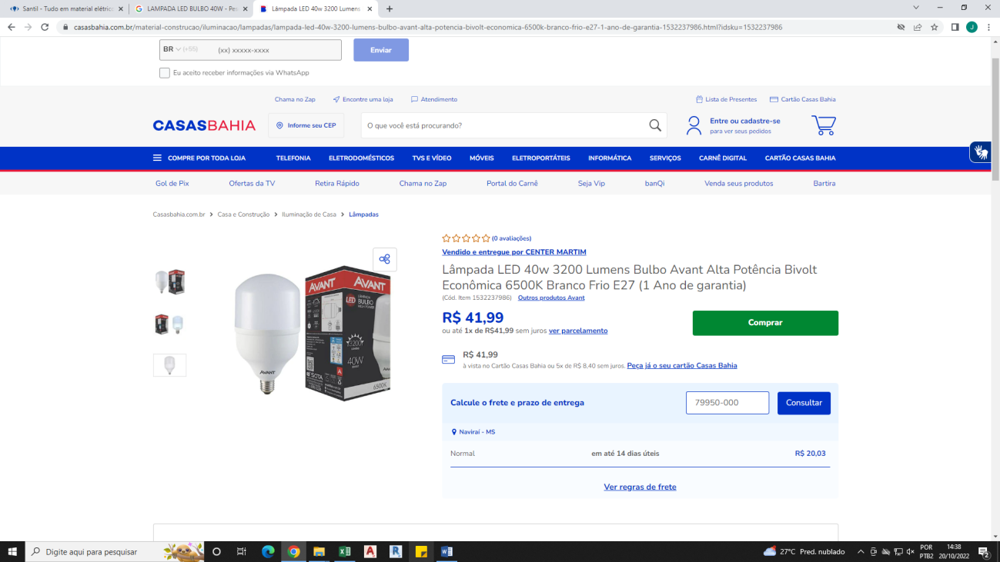 Santil - Tudo em material elétric
LAMPADA LED BULBO 40W - Pes
Lâmpada LED 40w 3200 Lumens
casasbahia.com.br/material-construcao/iluminacao/lampadas/lampada-led-40w-3200-lumens-bulbo-avant-alta-potencia-bivolt-economica-6500k-branco-frio-e27-1-ano-de-garantia-1532237986.html?idsku=1532237986
J
BR (+55) (xx) xxxxx-xxxx
Enviar
Eu aceito receber informações via WhatsApp
Chama no Zap Encontre uma loja Atendimento Lista de Presentes Cartão Casas Bahia
CASASBAHIA
Informe seu CEP
O que você está procurando?
Entre ou cadastre-se
para ver seus pedidos
COMPRE POR TODA LOJA TELEFONIA ELETRODOMÉSTICOS TVS E VÍDEO MÓVEIS ELETROPORTÁTEIS INFORMÁTICA SERVIÇOS CARNÊ DIGITAL CARTÃO CASAS BAHIA
Gol de Pix Ofertas da TV Retira Rápido Chama no Zap Portal do Carnê Seja Vip banQi Venda seus produtos Bartira
Casasbahia.com.br > Casa e Construção > Iluminação de Casa > Lâmpadas
(0 avaliações)
Vendido e entregue por CENTER MARTIM
Lâmpada LED 40w 3200 Lumens Bulbo Avant Alta Potência Bivolt
Econômica 6500K Branco Frio E27 (1 Ano de garantia)
(Cód. Item 1532237986) Outros produtos Avant
R$ 41,99
ou até 1x de R$41,99 sem juros ver parcelamento
Comprar
R$ 41,99
à vista no Cartão Casas Bahia ou 5x de R$ 8,40 sem juros. Peça já o seu cartão Casas Bahia
Calcule o frete e prazo de entrega
79950-000
Consultar
Naviraí - MS
Normal em até 14 dias úteis R$ 20,03
Ver regras de frete
AVANT
AVANT
LED
BULBO
3200
40W
6500K
AVANT
Digite aqui para pesquisar
27°C Pred. nublado
POR
PTB2
14:38
20/10/2022
2